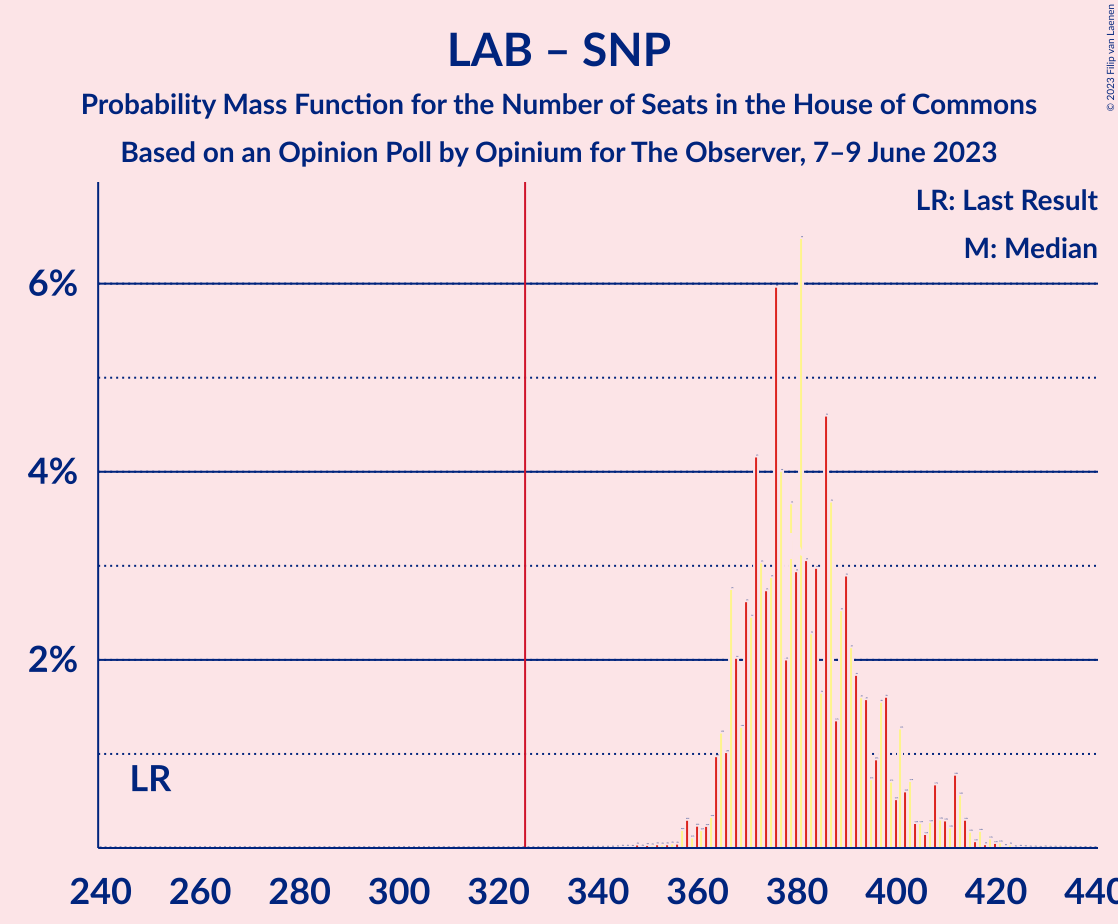 LAB – SNP
Probability Mass Function for the Number of Seats in the House of Commons
Based on an Opinion Poll by Opinium for The Observer, 7–9 June 2023
© 2023 Filip van Laenen
LR: Last Result
M: Median
6%
4%
2%
LR
240 260 280 300 320 340 360 380 400 420 440